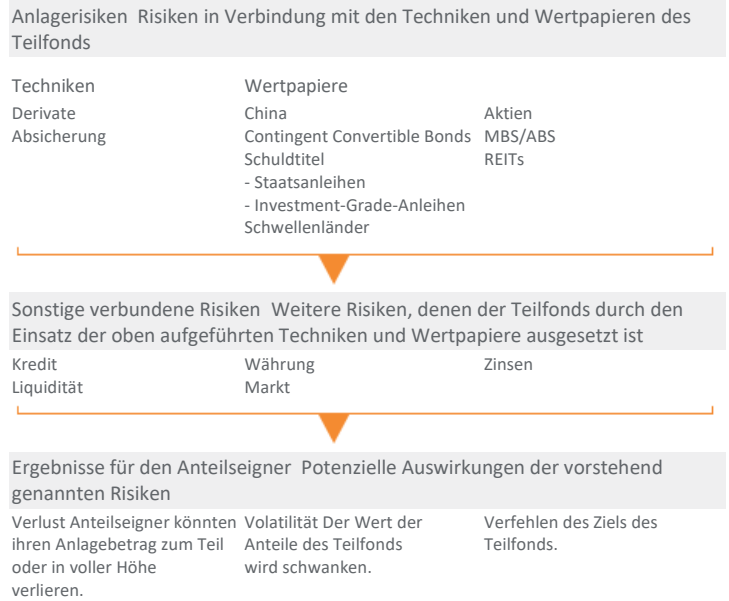 Anlagerisiken Risiken in Verbindung mit den Techniken und Wertpapieren des
Teilfonds
Techniken
Derivate
Absicherung
Wertpapiere
China
Contingent Convertible Bonds
Schuldtitel
- Staatsanleihen
- Investment-Grade-Anleihen
Schwellenländer
Aktien
MBS/ABS
REITs
Sonstige verbundene Risiken Weitere Risiken, denen der Teilfonds durch den
Einsatz der oben aufgeführten Techniken und Wertpapiere ausgesetzt ist
Kredit
Liquidität
Währung
Markt
Zinsen
Ergebnisse für den Anteilseigner Potenzielle Auswirkungen der vorstehend
genannten Risiken
Verlust Anteilseigner könnten
ihren Anlagebetrag zum Teil
oder in voller Höhe
verlieren.
Volatilität Der Wert der
Anteile des Teilfonds
wird schwanken.
Verfehlen des Ziels des
Teilfonds.